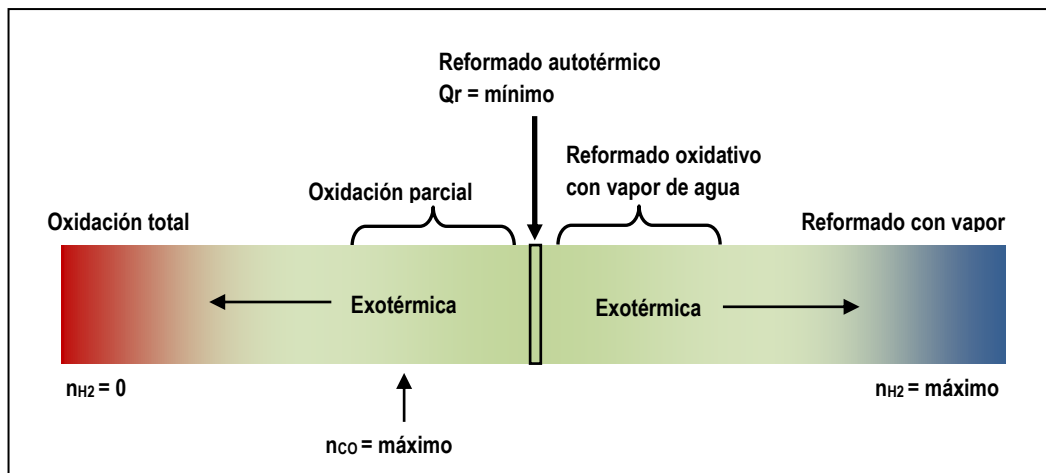 Reformado autotérmico
Qr = mínimo
Reformado oxidativo
con vapor de agua
Oxidación parcial
Oxidación total
Reformado con vapor
Exotérmica
Exotérmica
nH2 = 0
nH2 = máximo
nCO = máximo